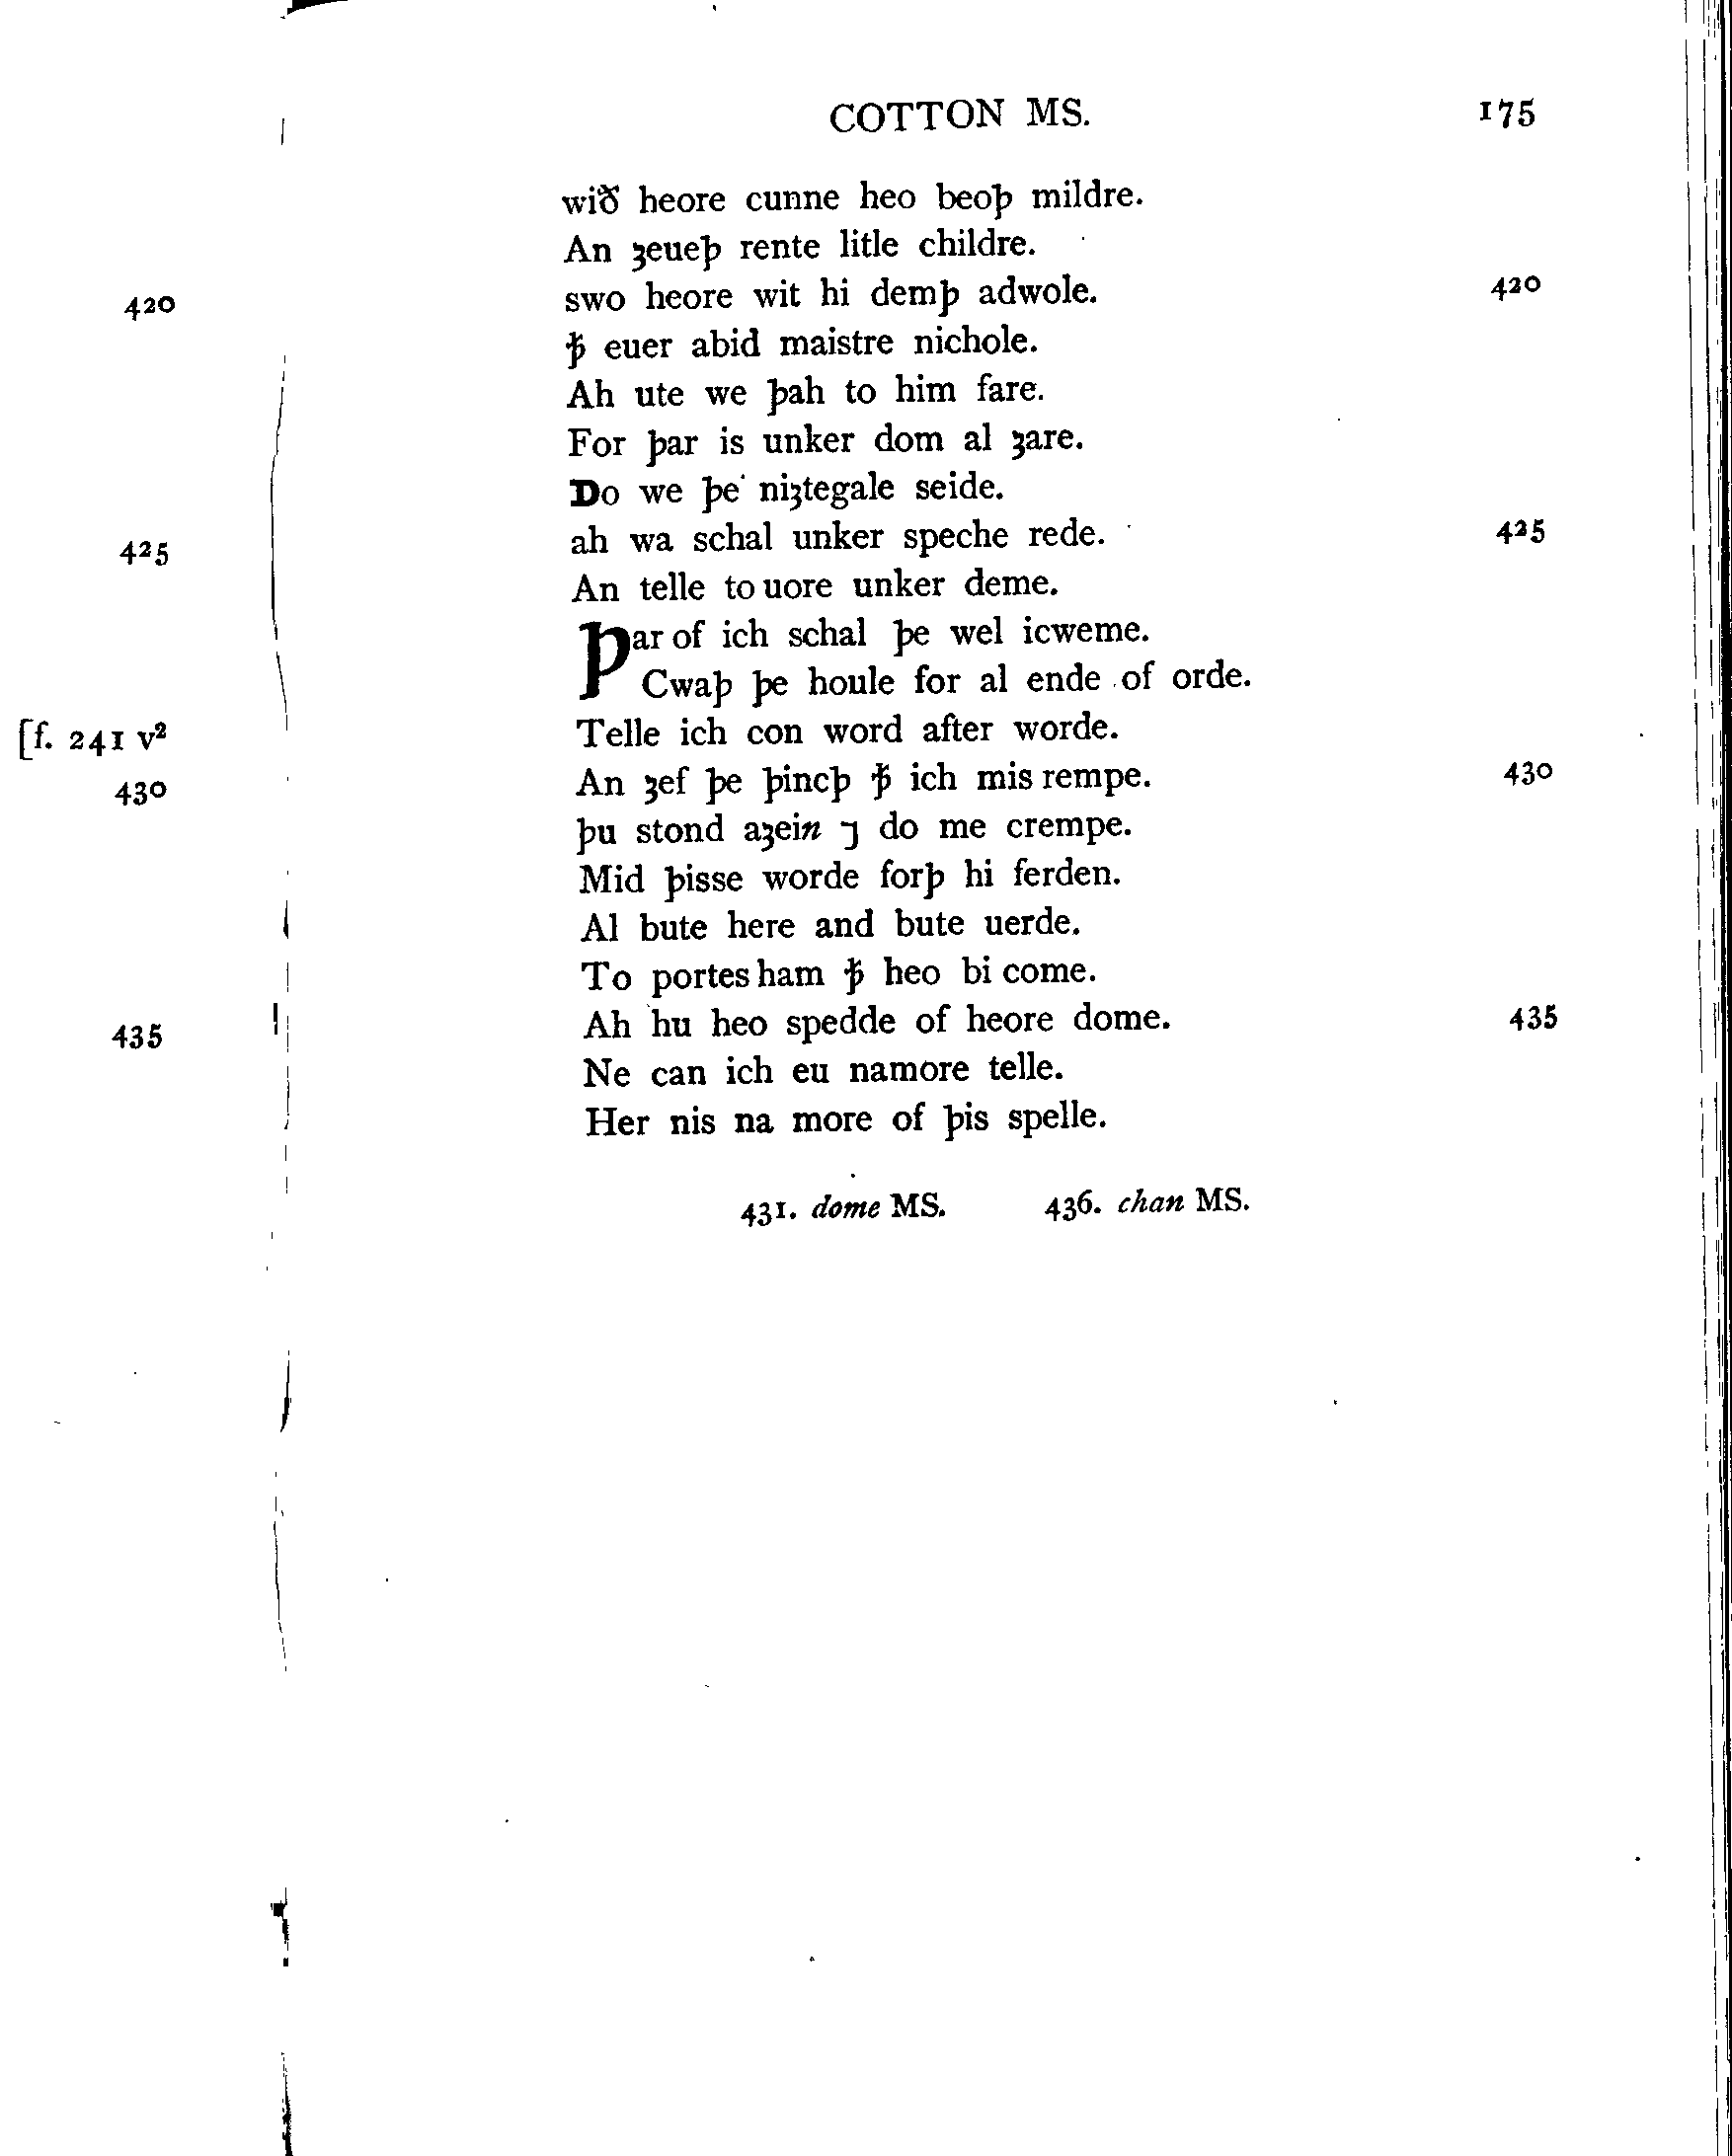 COTTON MS. 175
wið heore cunne heo beoþ mildre.
An ȝeueþ rente litle childre.
420 swo heore wit hi demþ adwole. 420
ꝥ euer abid maistre nichole.
Ah ute we þah to him fare.
For þar is unker dom al ȝare.
Do we þe niȝtegale seide.
425 ah wa schal unker speche rede. 425
An telle to uore unker deme.
Þar of ich schal þe wel icweme.
Cwaþ þe houle for al ende of orde.
[f. 241 v² Telle ich con word after worde.
430 An ȝef þe þincþ ꝥ ich mis rempe. 430
þu stond aȝein ⁊ do me crempe.
Mid þisse worde forþ hi ferden.
Al bute here and bute uerde.
To portes ham ꝥ heo bi come.
435 Ah hu heo spedde of heore dome. 435
Ne can ich eu namore telle.
Her nis na more of þis spelle.
431. dome MS. 436. chan MS.